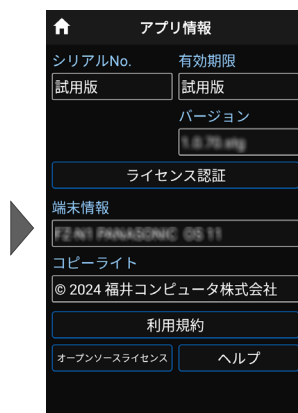 アプリ情報
シリアルNo. 有効期限
試用版 試用版
バージョン
ライセンス認証
端末情報
コピーライト
© 2024 福井コンピュータ株式会社
利用規約
オープンソースライセンス ヘルプ